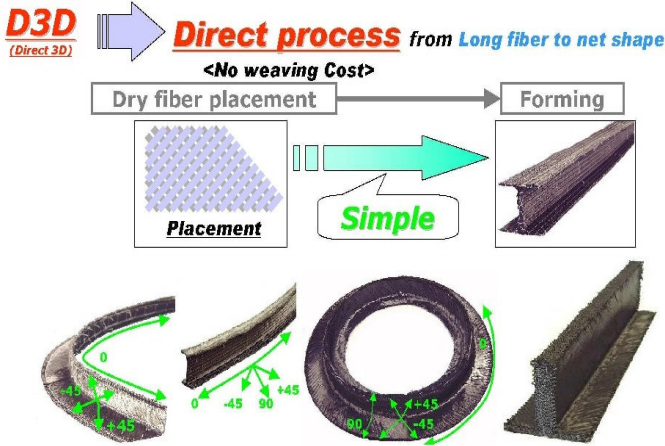 D3D
(Direct 3D)
Direct process from Long fiber to net shape
<No weaving Cost>
Dry fiber placement
Forming
Placement
Simple
0
-45
+45
0
-45
90
+45
0
90
+45
-45